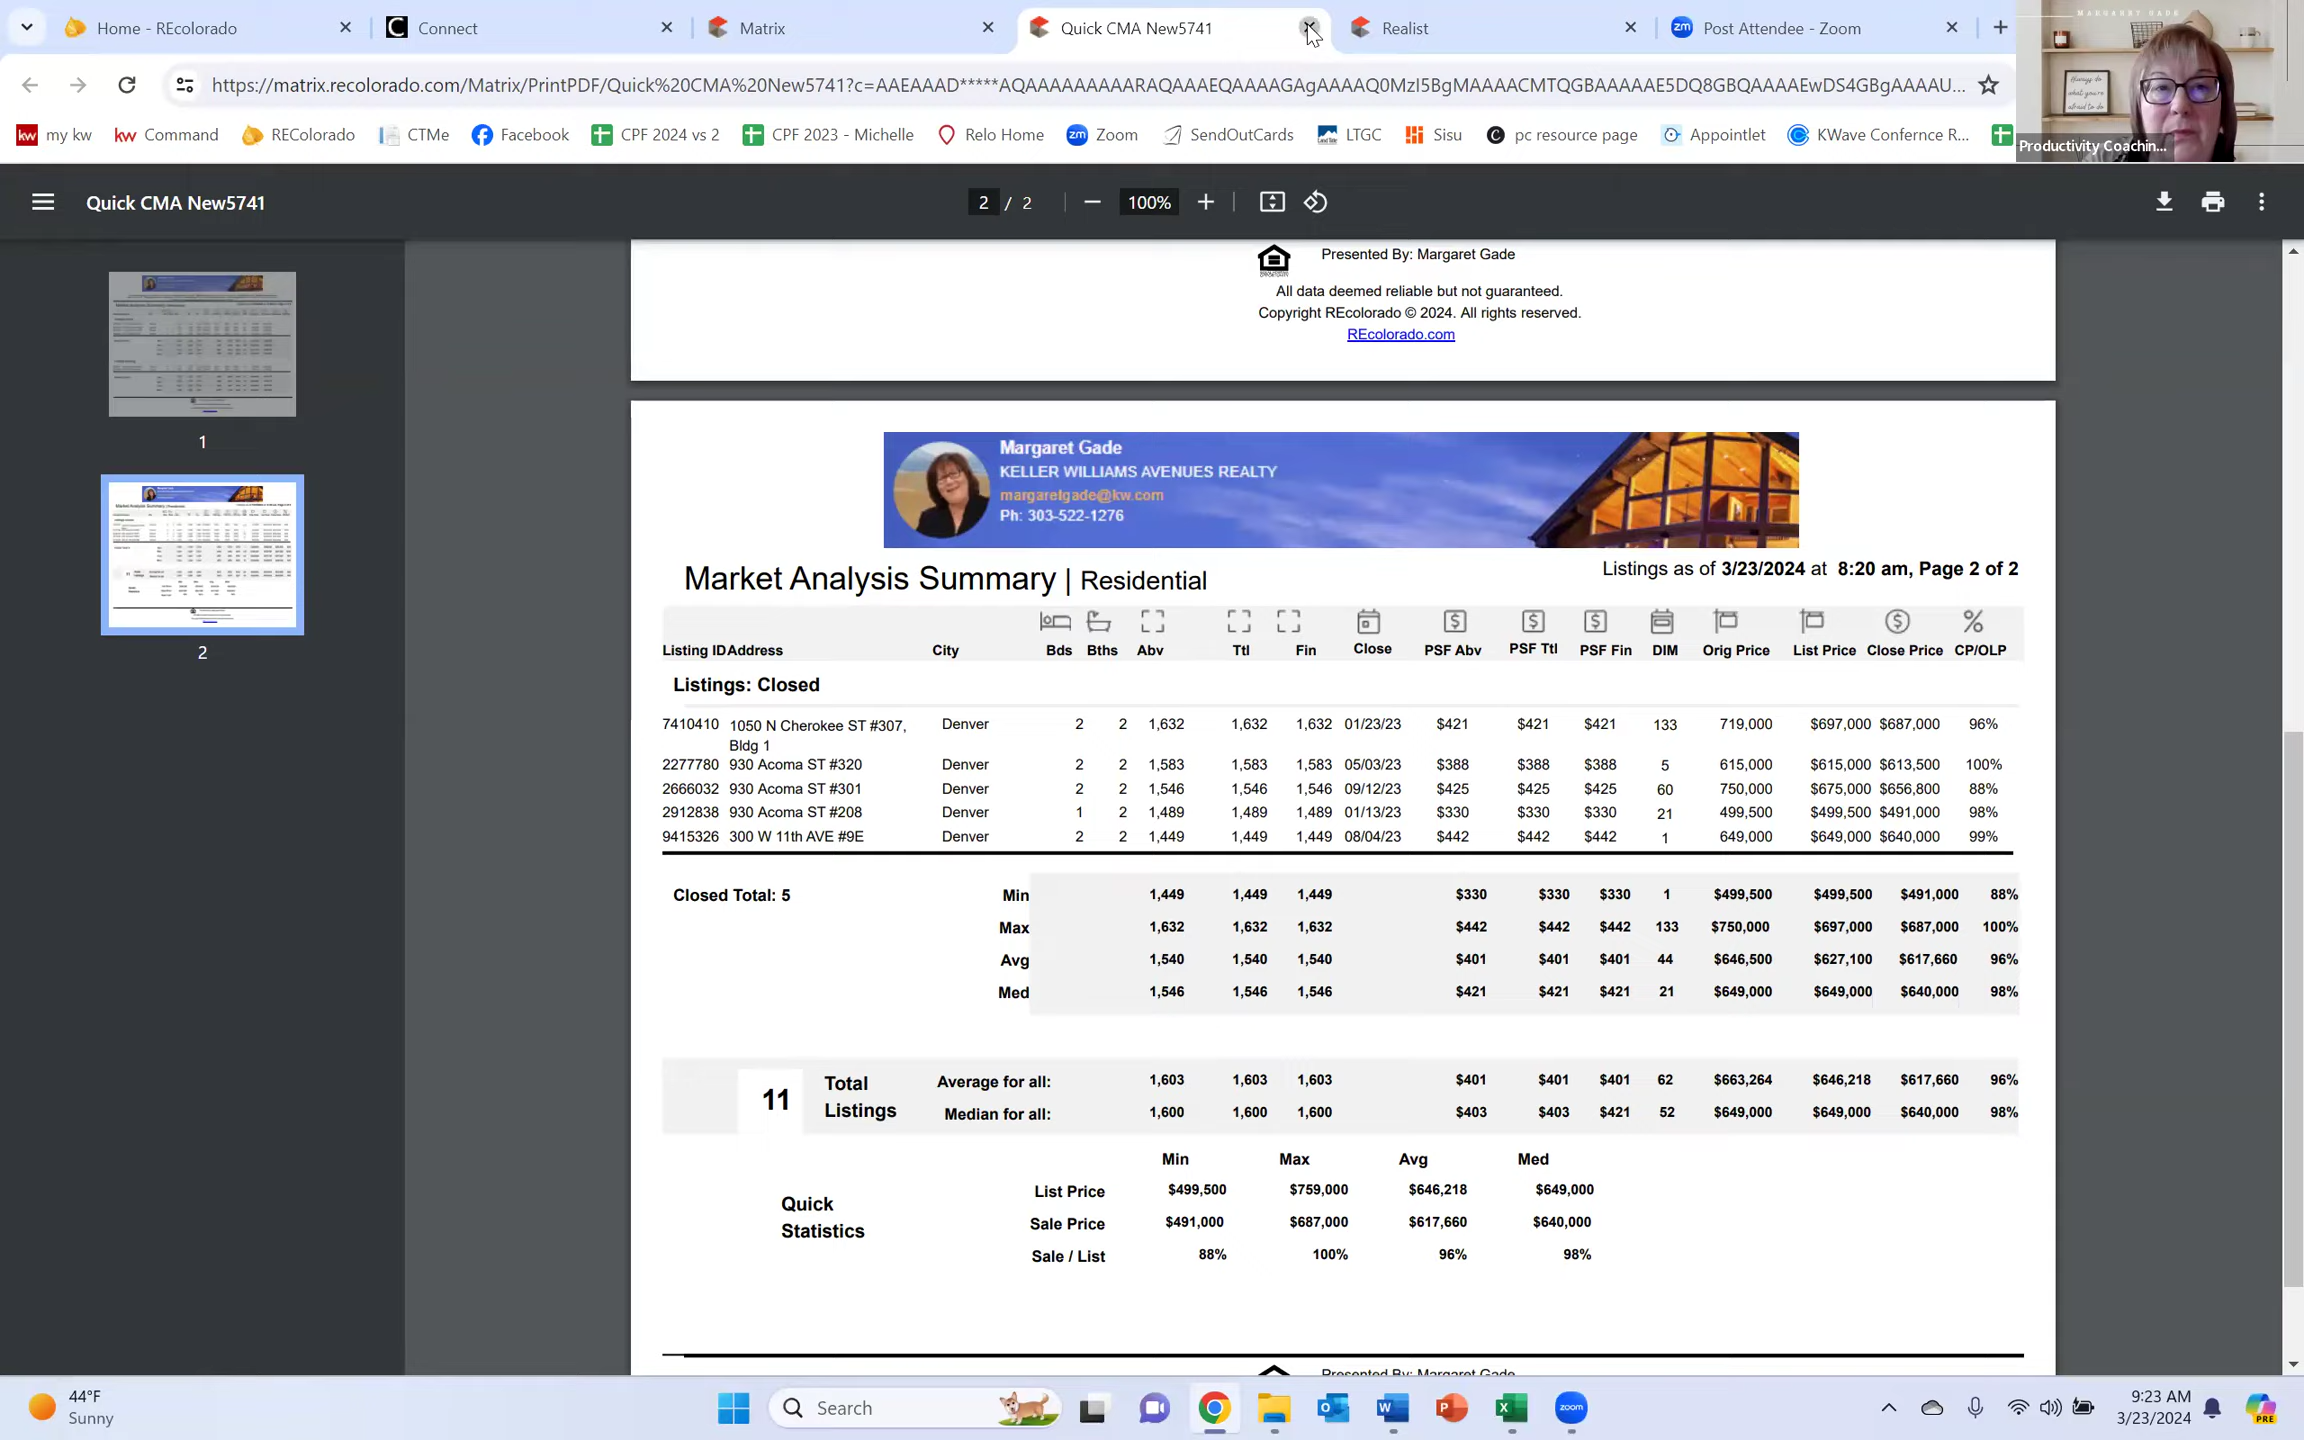 Home - REcolorado
Connect
Matrix
Quick CMA New5741
Realist
Post Attendee - Zoom
https://matrix.recolorado.com/Matrix/PrintPDF/Quick%20CMA%20New5741?c=AAEAAAD*****AQAAAAAAAAARAQAAAEQAAAAGAgAAAAQ0MzI5BgMAAAACMTQGBAAAAAE5DQ8GBQAAAAEwDS4GBgAAAAU...
my kw
Command
REColorado
CTMe
Facebook
CPF 2024 vs 2
CPF 2023 - Michelle
Relo Home
Zoom
SendOutCards
LTGC
Sisu
pc resource page
Appointlet
KWave Confernce R...
MARGARET GADE
Productivity Coachin...
Quick CMA New5741
2 / 2
100%
1
2
Presented By: Margaret Gade
All data deemed reliable but not guaranteed.
Copyright REcolorado © 2024. All rights reserved.
REcolorado.com
Margaret Gade
KELLER WILLIAMS AVENUES REALTY
margaretgade@kw.com
Ph: 303-522-1276
Market Analysis Summary | Residential
Listings as of 3/23/2024 at 8:20 am, Page 2 of 2
Listing ID Address City Bds Bths Abv Ttl Fin Close PSF Abv PSF Ttl PSF Fin DIM Orig Price List Price Close Price CP/OLP
Listings: Closed
7410410 1050 N Cherokee ST #307, Denver 2 2 1,632 1,632 1,632 01/23/23 $421 $421 $421 133 719,000 $697,000 $687,000 96%
Bldg 1
2277780 930 Acoma ST #320 Denver 2 2 1,583 1,583 1,583 05/03/23 $388 $388 $388 5 615,000 $615,000 $613,500 100%
2666032 930 Acoma ST #301 Denver 2 2 1,546 1,546 1,546 09/12/23 $425 $425 $425 60 750,000 $675,000 $656,800 88%
2912838 930 Acoma ST #208 Denver 1 2 1,489 1,489 1,489 01/13/23 $330 $330 $330 21 499,500 $499,500 $491,000 98%
9415326 300 W 11th AVE #9E Denver 2 2 1,449 1,449 1,449 08/04/23 $442 $442 $442 1 649,000 $649,000 $640,000 99%
Closed Total: 5 Min 1,449 1,449 1,449 $330 $330 $330 1 $499,500 $499,500 $491,000 88%
Max 1,632 1,632 1,632 $442 $442 $442 133 $750,000 $697,000 $687,000 100%
Avg 1,540 1,540 1,540 $401 $401 $401 44 $646,500 $627,100 $617,660 96%
Med 1,546 1,546 1,546 $421 $421 $421 21 $649,000 $649,000 $640,000 98%
11 Total Listings
Average for all: 1,603 1,603 1,603 $401 $401 $401 62 $663,264 $646,218 $617,660 96%
Median for all: 1,600 1,600 1,600 $403 $403 $421 52 $649,000 $649,000 $640,000 98%
Min Max Avg Med
Quick Statistics
List Price $499,500 $759,000 $646,218 $649,000
Sale Price $491,000 $687,000 $617,660 $640,000
Sale / List 88% 100% 96% 98%
Presented By: Margaret Gade
44°F
Sunny
Search
zoom
9:23 AM
3/23/2024
PRE